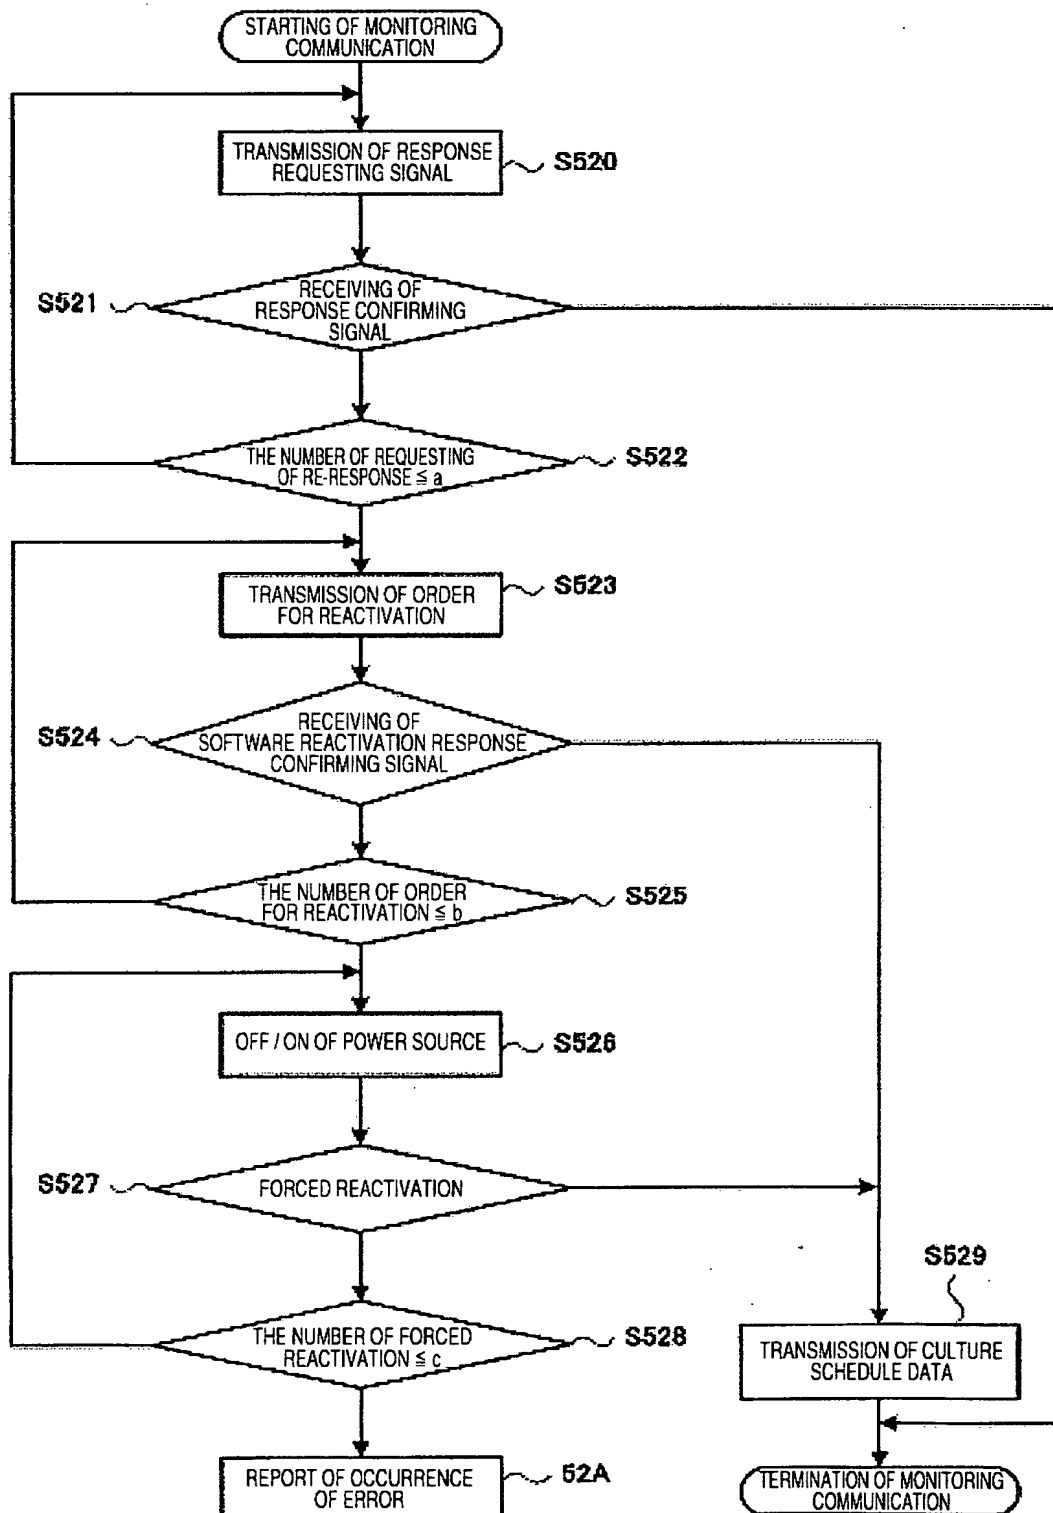 STARTING OF MONITORING
COMMUNICATION
TRANSMISSION OF RESPONSE
REQUESTING SIGNAL
S520
S521
RECEIVING OF
RESPONSE CONFIRMING
SIGNAL
THE NUMBER OF REQUESTING
OF RE-RESPONSE ≦ a
S522
TRANSMISSION OF ORDER
FOR REACTIVATION
S523
S524
RECEIVING OF
SOFTWARE REACTIVATION RESPONSE
CONFIRMING SIGNAL
THE NUMBER OF ORDER
FOR REACTIVATION ≦ b
S525
OFF / ON OF POWER SOURCE
S526
S527
FORCED REACTIVATION
THE NUMBER OF FORCED
REACTIVATION ≦ c
S528
S529
TRANSMISSION OF CULTURE
SCHEDULE DATA
REPORT OF OCCURRENCE
OF ERROR
52A
TERMINATION OF MONITORING
COMMUNICATION